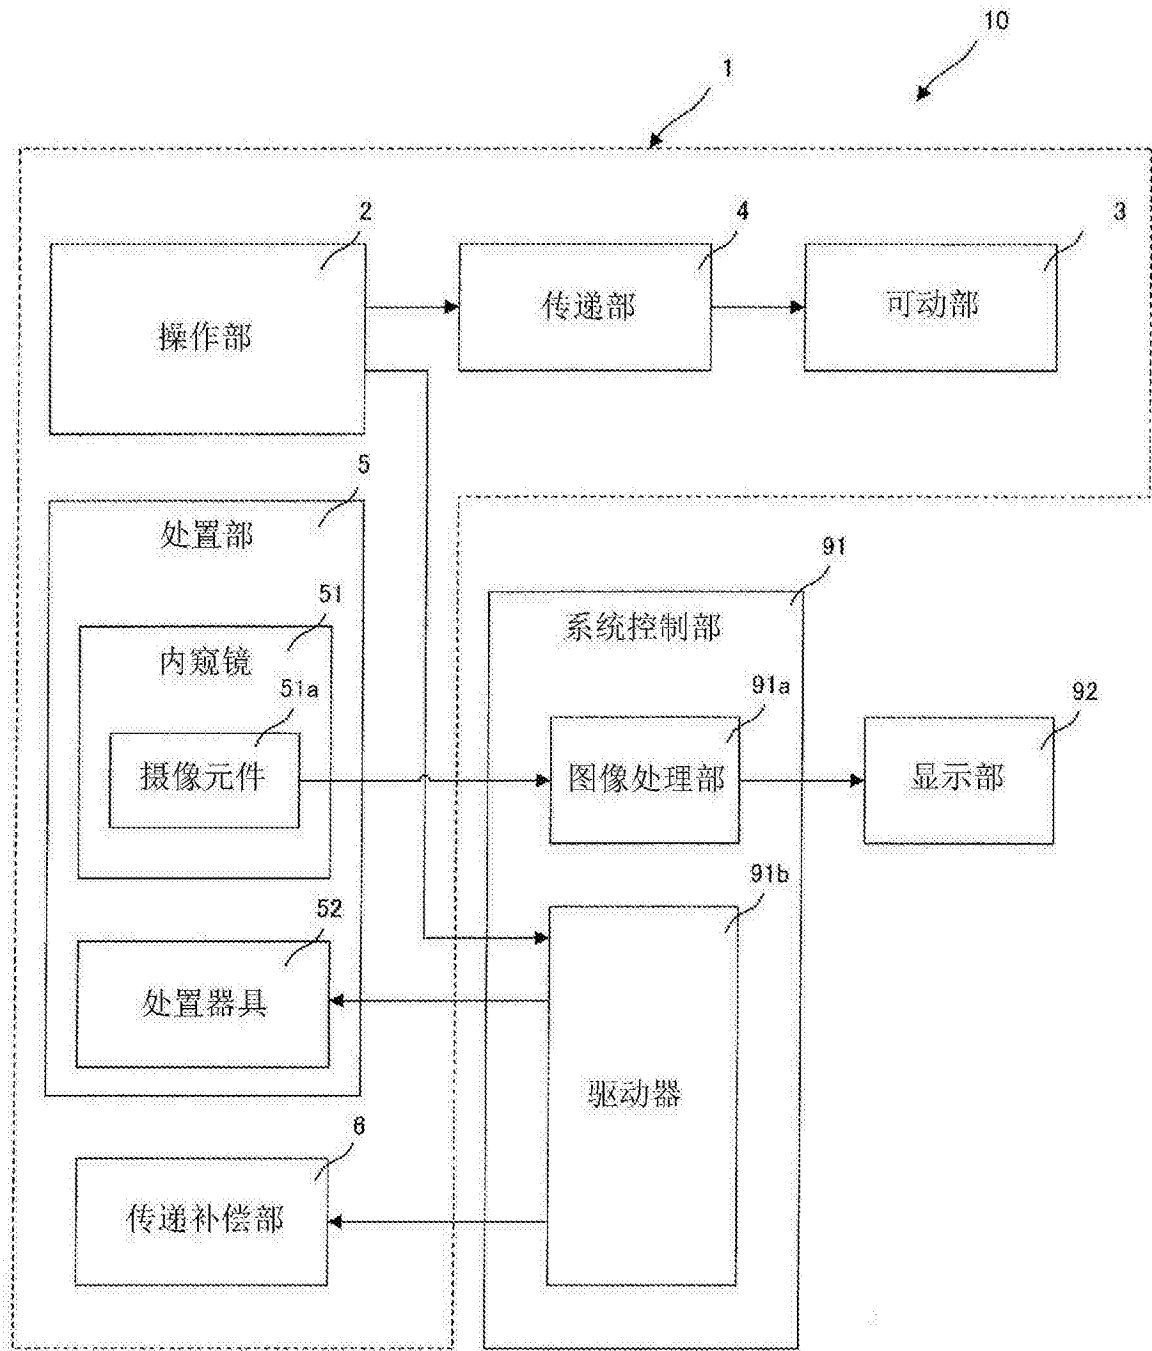 10
1
2
操作部
4
传递部
3
可动部
5
处置部
51
内窥镜
51a
摄像元件
52
处置器具
6
传递补偿部
91
系统控制部
91a
图像处理部
91b
驱动器
92
显示部